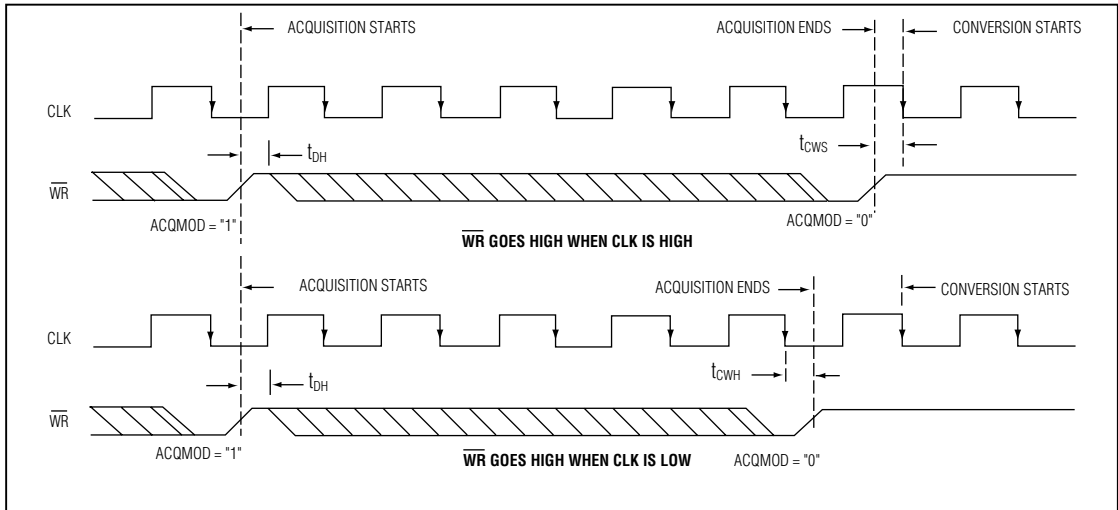 ACQUISITION STARTS
ACQUISITION ENDS
CONVERSION STARTS
CLK
tDH
tCWS
WR
ACQMOD = "1"
ACQMOD = "0"
WR GOES HIGH WHEN CLK IS HIGH
ACQUISITION STARTS
ACQUISITION ENDS
CONVERSION STARTS
CLK
tDH
tCWH
WR
ACQMOD = "1"
WR GOES HIGH WHEN CLK IS LOW
ACQMOD = "0"